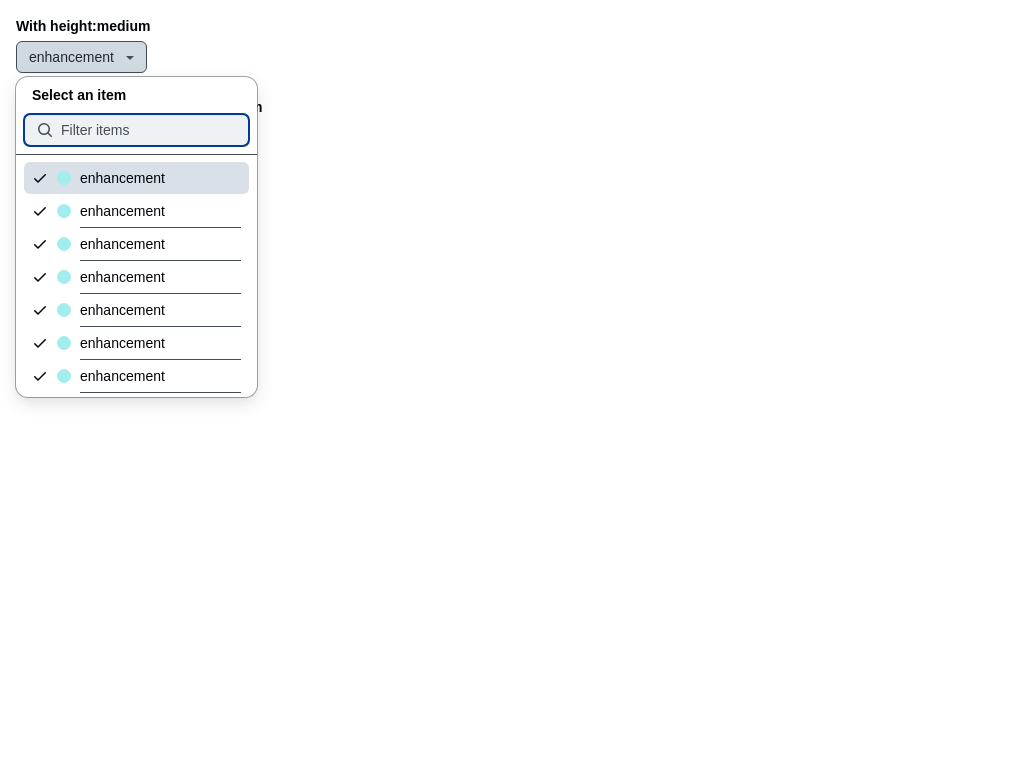 With height:medium
enhancement
Select an item
Filter items
enhancement
enhancement
enhancement
enhancement
enhancement
enhancement
enhancement